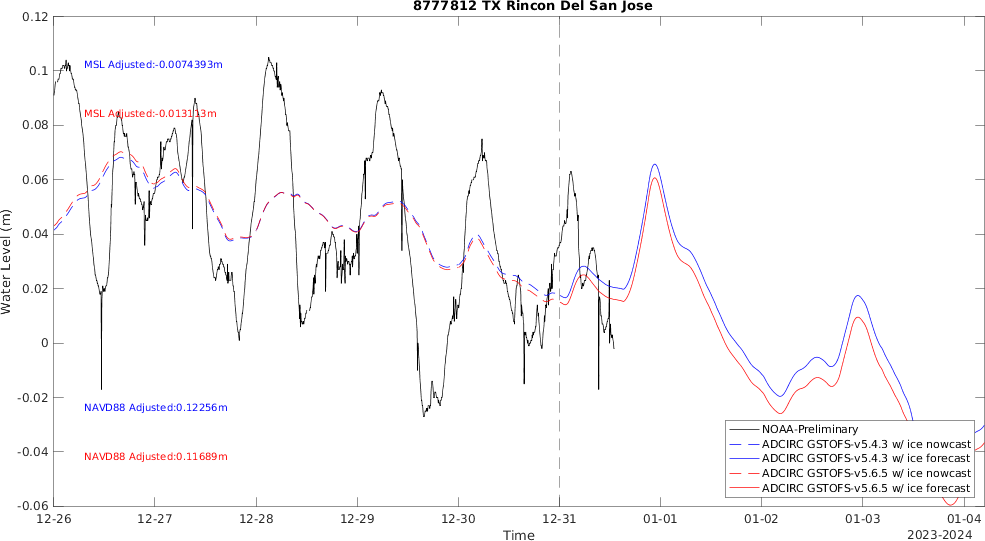 8777812 TX Rincon Del San Jose
0.12
0.1
0.08
0.06
0.04
0.02
0
-0.02
-0.04
-0.06
Water Level (m)
MSL Adjusted:-0.0074393m
MSL Adjusted:-0.013113m
NAVD88 Adjusted:0.12256m
NAVD88 Adjusted:0.11689m
NOAA-Preliminary
ADCIRC GSTOFS-v5.4.3 w/ ice nowcast
ADCIRC GSTOFS-v5.4.3 w/ ice forecast
ADCIRC GSTOFS-v5.6.5 w/ ice nowcast
ADCIRC GSTOFS-v5.6.5 w/ ice forecast
12-26 12-27 12-28 12-29 12-30 12-31 01-01 01-02 01-03 01-04
Time
2023-2024